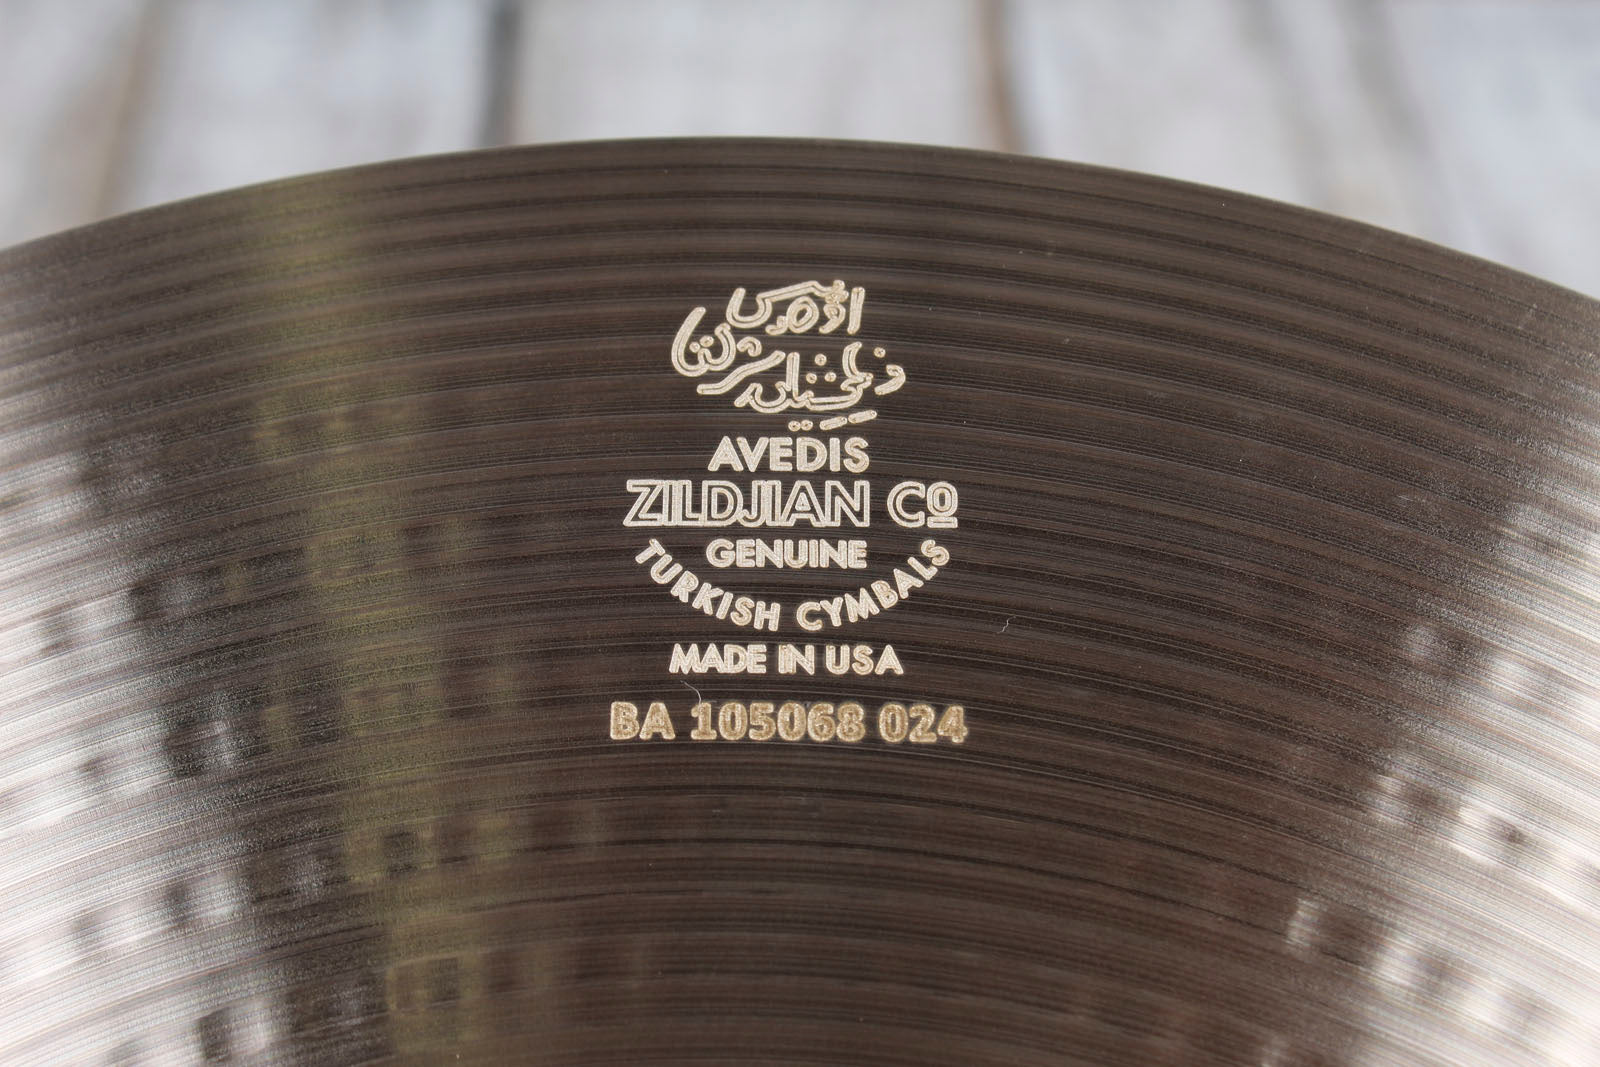 AVEDIS
ZILDJIAN Co
GENUINE
TURKISH CYMBALS
MADE IN USA
BA 105068 024